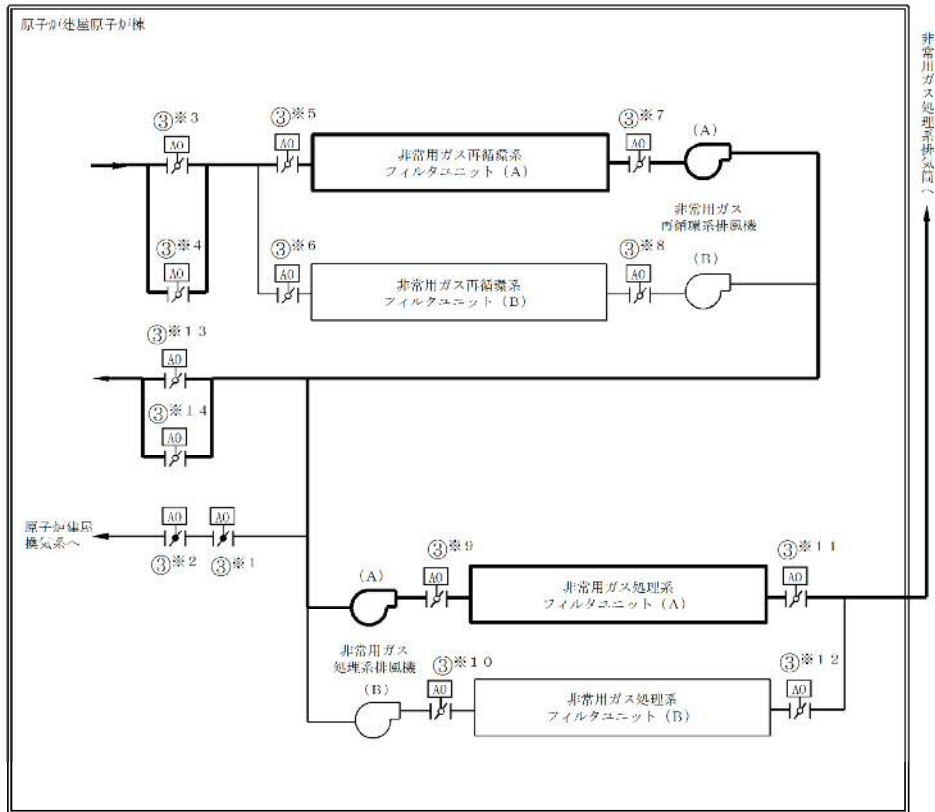 原子炉建屋原子炉棟
非常用ガス処理系排気筒へ
③※3
AO
③※5
AO
③※7
AO
(A)
非常用ガス再循環系
フィルタユニット(A)
③※4
AO
③※6
AO
③※8
AO
非常用ガス
再循環系排風機
(B)
非常用ガス再循環系
フィルタユニット(B)
③※13
AO
③※14
AO
原子炉建屋
換気系へ
AO
③※2
AO
③※1
(A)
③※9
AO
非常用ガス処理系
フィルタユニット(A)
③※11
AO
非常用ガス
処理系排風機
(B)
③※10
AO
非常用ガス処理系
フィルタユニット(B)
③※12
AO